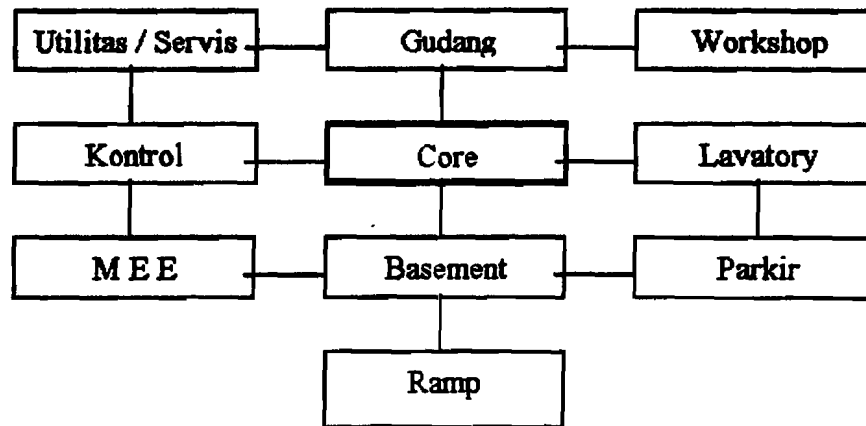 Utilitas / Servis
Gudang
Workshop
Kontrol
Core
Lavatory
M E E
Basement
Parkir
Ramp